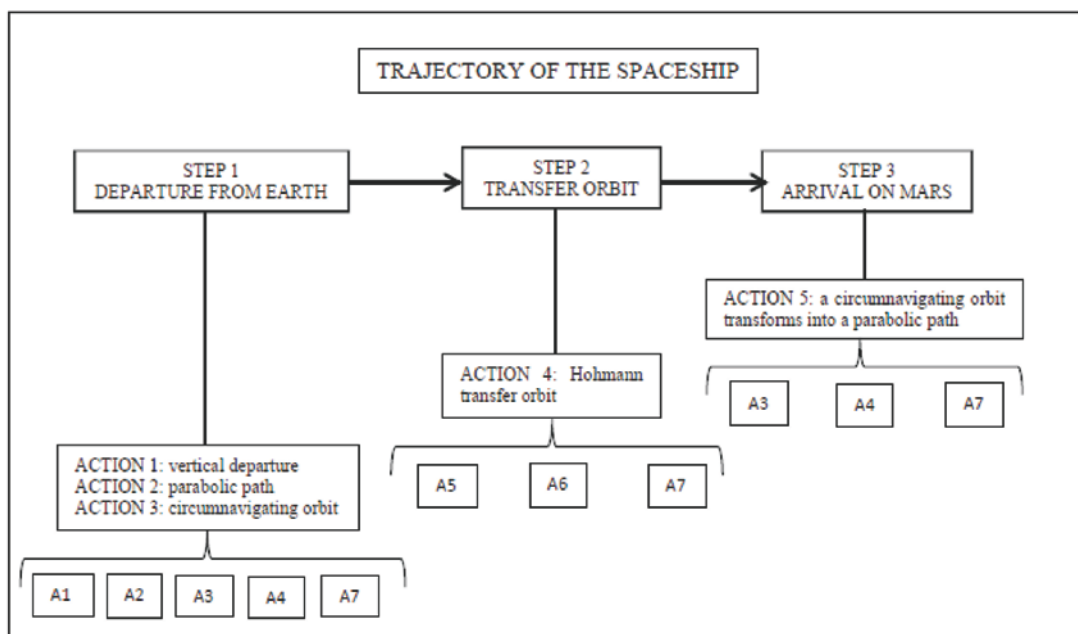 TRAJECTORY OF THE SPACESHIP
STEP 1
DEPARTURE FROM EARTH
STEP 2
TRANSFER ORBIT
STEP 3
ARRIVAL ON MARS
ACTION 1: vertical departure
ACTION 2: parabolic path
ACTION 3: circumnavigating orbit
A1 A2 A3 A4 A7
ACTION 4: Hohmann
transfer orbit
A5 A6 A7
ACTION 5: a circumnavigating orbit
transforms into a parabolic path
A3 A4 A7